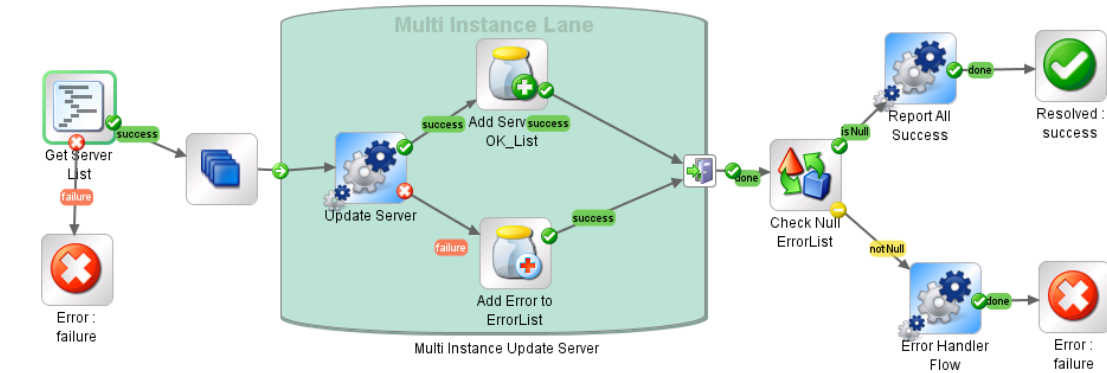 Multi Instance Lane
success
Get Server
List
failure
Error :
failure
success
Add Serv
success
OK_List
Update Server
failure
success
Add Error to
ErrorList
Multi Instance Update Server
done
Check Null
ErrorList
isNull
notNull
done
Report All
Success
Resolved :
success
done
Error Handler
Flow
Error :
failure